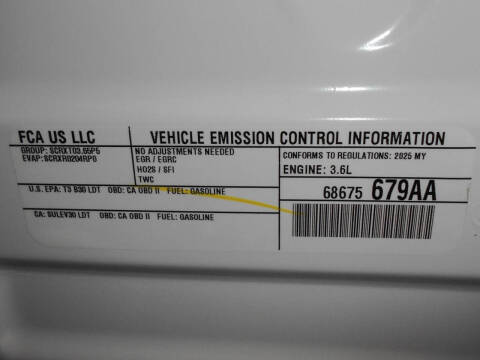 FCA US LLC
VEHICLE EMISSION CONTROL INFORMATION
GROUP: SCRXT03.65P5
EVAP:SCRXR0204RP0
NO ADJUSTMENTS NEEDED
EGR / EGRC
HO2S / SFI
TWC
CONFORMS TO REGULATIONS: 2025 MY
ENGINE: 3.6L
U.S. EPA: T3 B30 LDT OBD: CA OBD II FUEL: GASOLINE
68675 679AA
CA: SULEV30 LDT OBD: CA OBD II FUEL: GASOLINE